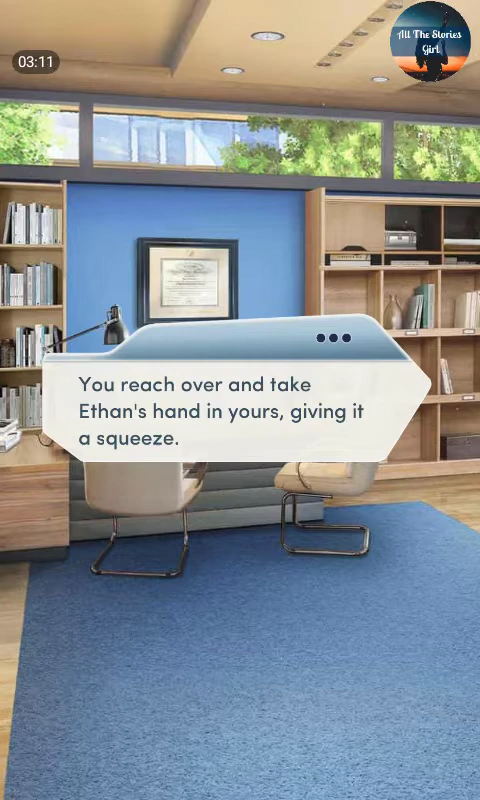 03:11
All The Stories
Girl
You reach over and take
Ethan's hand in yours, giving it
a squeeze.